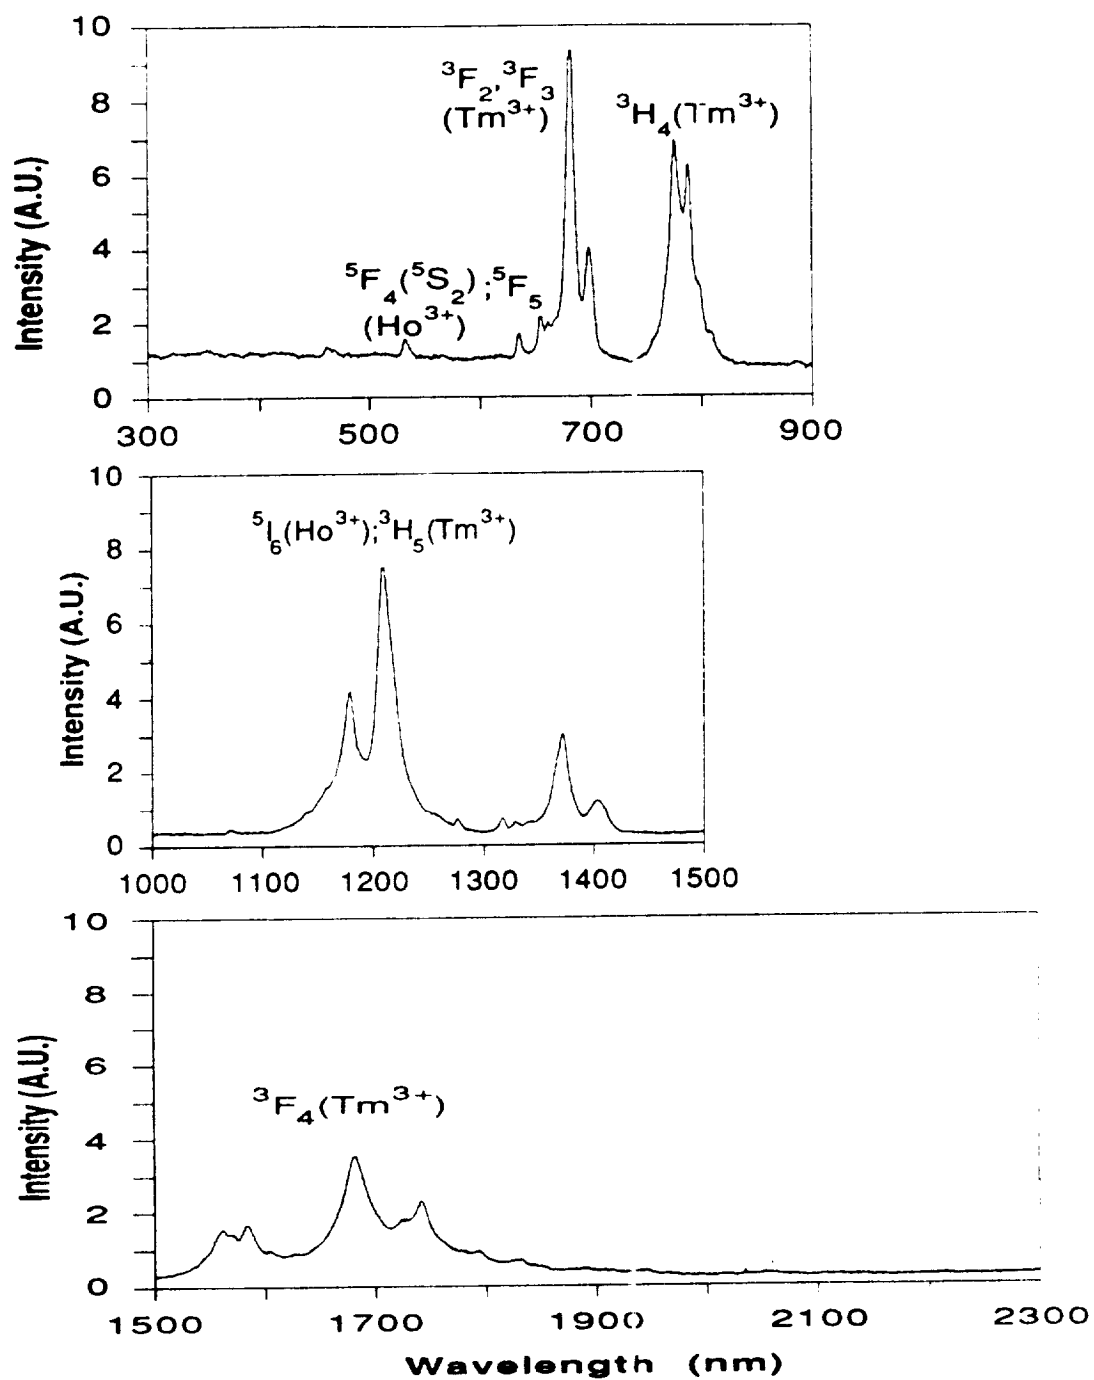 10
³F₂,³F₃
(Tm³⁺)
³H₄(Tm³⁺)
8
6
4
⁵F₄(⁵S₂);⁵F₅
(Ho³⁺)
2
0
Intensity (A.U.)
300 500 700 900
10
⁵I₆(Ho³⁺);³H₅(Tm³⁺)
8
6
4
2
0
Intensity (A.U.)
1000 1100 1200 1300 1400 1500
10
8
6
³F₄(Tm³⁺)
4
2
0
Intensity (A.U.)
1500 1700 1900 2100 2300
Wavelength (nm)